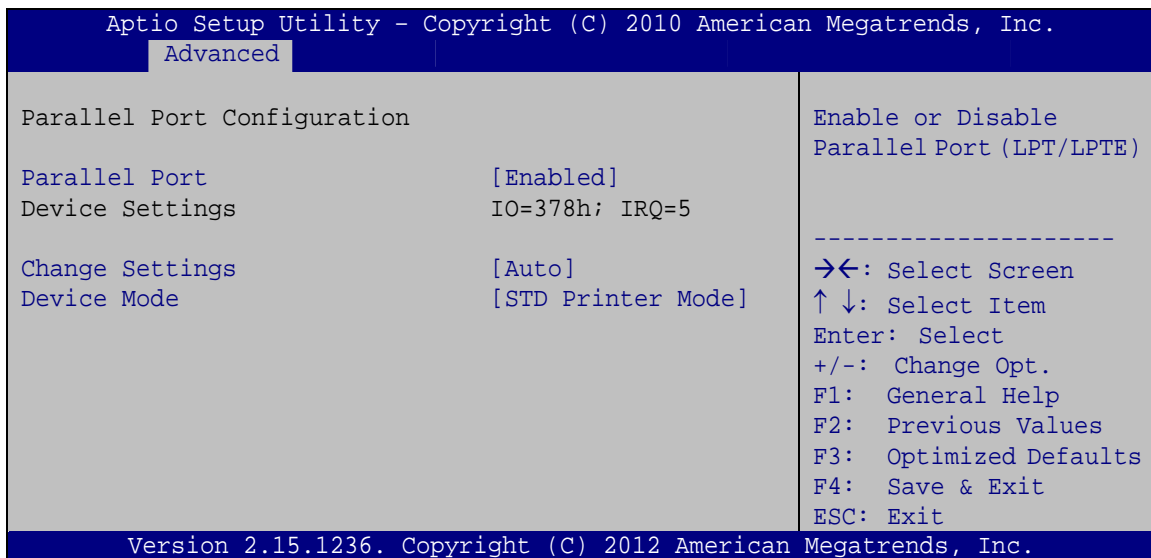 Aptio Setup Utility – Copyright (C) 2010 American Megatrends, Inc.
Advanced
Parallel Port Configuration
Parallel Port [Enabled]
Device Settings IO=378h; IRQ=5
Change Settings [Auto]
Device Mode [STD Printer Mode]
Enable or Disable
Parallel Port (LPT/LPTE)
---------------------
→←: Select Screen
↑ ↓: Select Item
Enter: Select
+/-: Change Opt.
F1: General Help
F2: Previous Values
F3: Optimized Defaults
F4: Save & Exit
ESC: Exit
Version 2.15.1236. Copyright (C) 2012 American Megatrends, Inc.